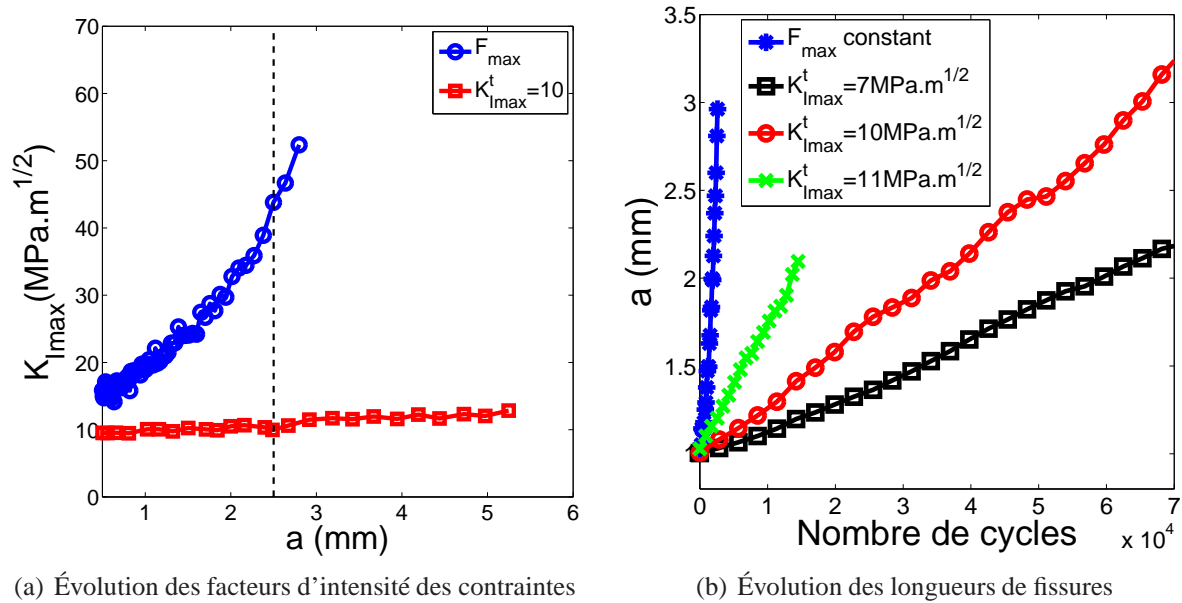 70
60
50
40
30
20
10
0
1 2 3 4 5 6
K_Imax(MPa.m^1/2)
a (mm)
F_max
K^t_Imax=10
3.5
3
2.5
2
1.5
0 1 2 3 4 5 6 7
x 10^4
a (mm)
Nombre de cycles
F_max constant
K^t_Imax=7MPa.m^1/2
K^t_Imax=10MPa.m^1/2
K^t_Imax=11MPa.m^1/2
(a) Évolution des facteurs d'intensité des contraintes
(b) Évolution des longueurs de fissures